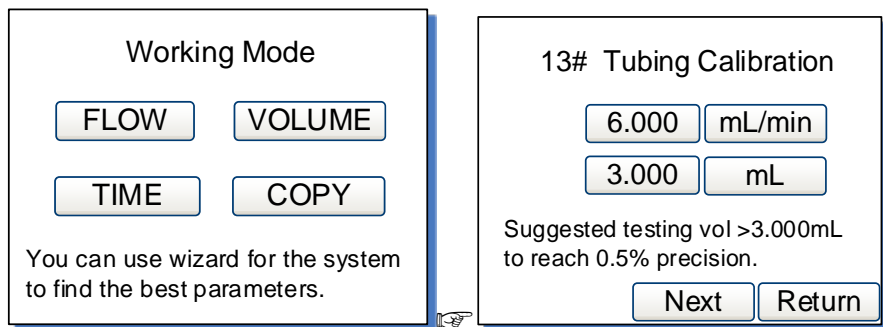 Working Mode
FLOW VOLUME
TIME COPY
You can use wizard for the system
to find the best parameters.
13# Tubing Calibration
6.000 mL/min
3.000 mL
Suggested testing vol >3.000mL
to reach 0.5% precision.
Next Return